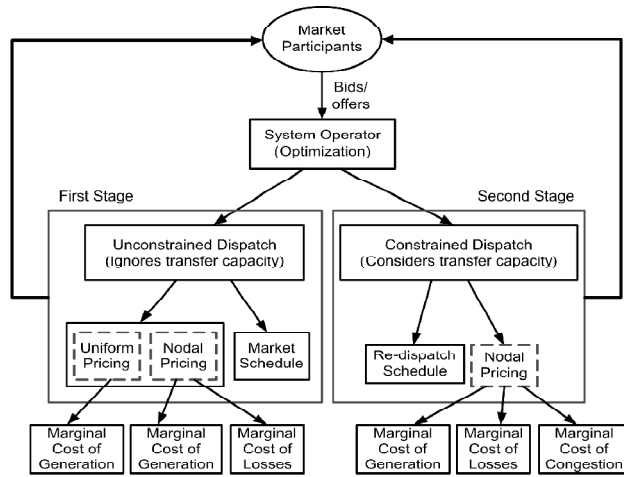 Market
Participants
Bids/
offers
System Operator
(Optimization)
First Stage
Second Stage
Unconstrained Dispatch
(Ignores transfer capacity)
Constrained Dispatch
(Considers transfer capacity)
Uniform
Pricing
Nodal
Pricing
Market
Schedule
Re-dispatch
Schedule
Nodal
Pricing
Marginal
Cost of
Generation
Marginal
Cost of
Generation
Marginal
Cost of
Losses
Marginal
Cost of
Generation
Marginal
Cost of
Losses
Marginal
Cost of
Congestion